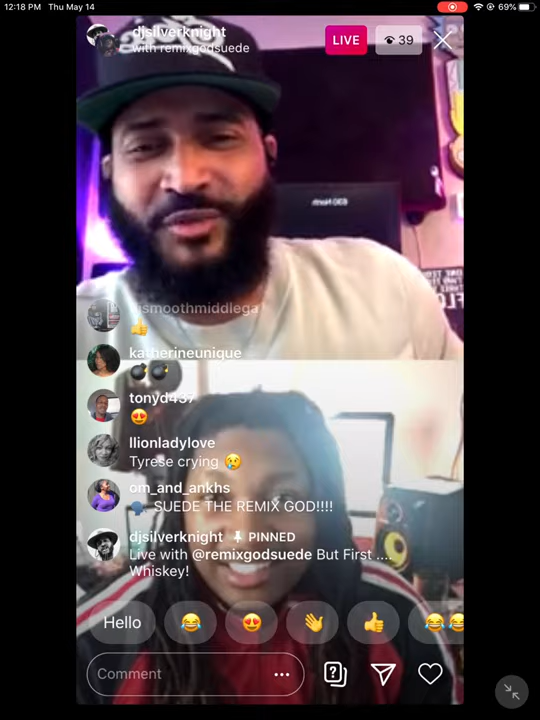 12:18 PM Thu May 14
69%
djsilverknight
with remixgodsuede
LIVE
39
katherineunique
tonyd437
llionladylove
Tyrese crying 😢
om_and_ankhs
🗣 SUEDE THE REMIX GOD!!!!
djsilverknight PINNED
Live with @remixgodsuede But First ....
Whiskey!
Hello
Comment